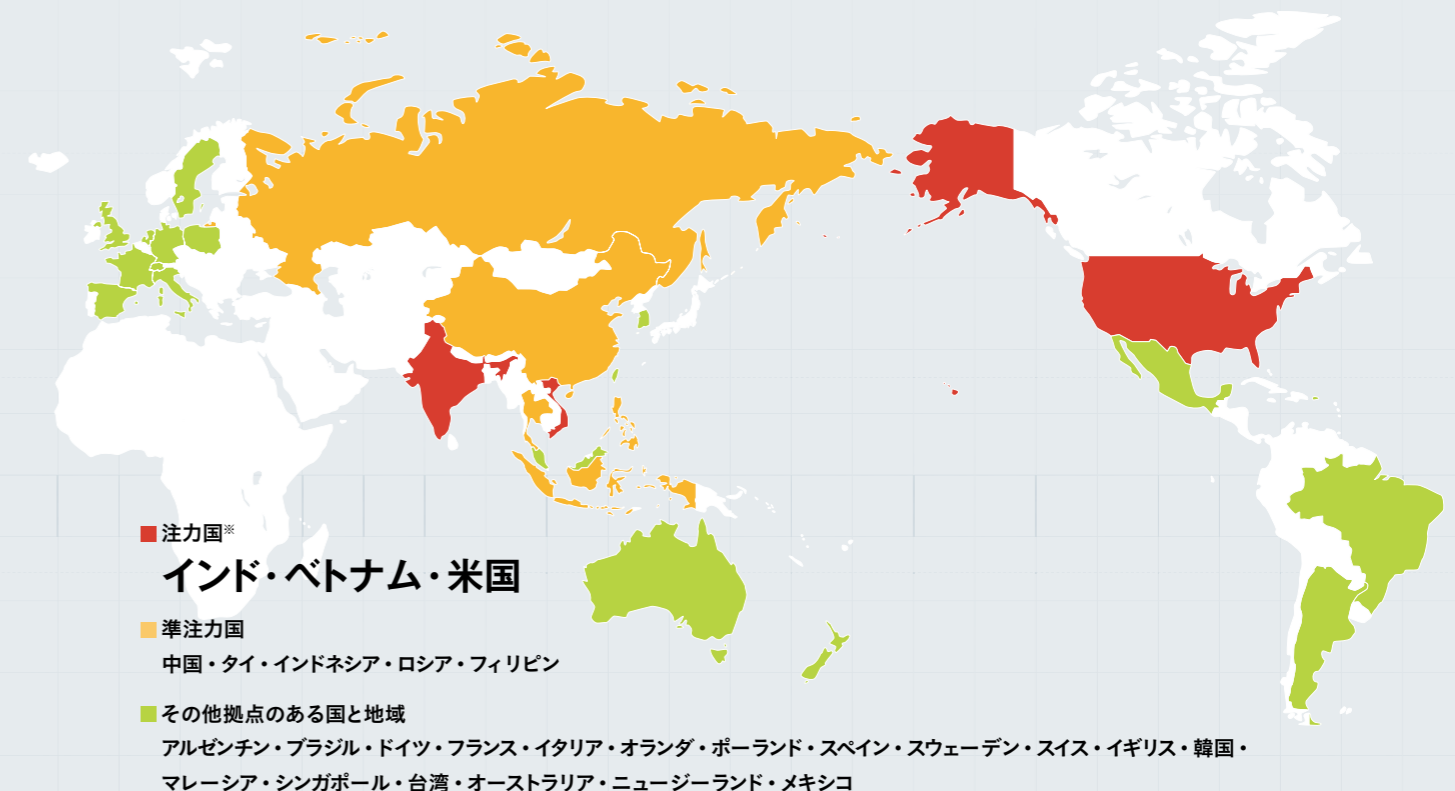 注力国※
インド・ベトナム・米国
準注力国
中国・タイ・インドネシア・ロシア・フィリピン
その他拠点のある国と地域
アルゼンチン・ブラジル・ドイツ・フランス・イタリア・オランダ・ポーランド・スペイン・スウェーデン・スイス・イギリス・韓国・
マレーシア・シンガポール・台湾・オーストラリア・ニュージーランド・メキシコ